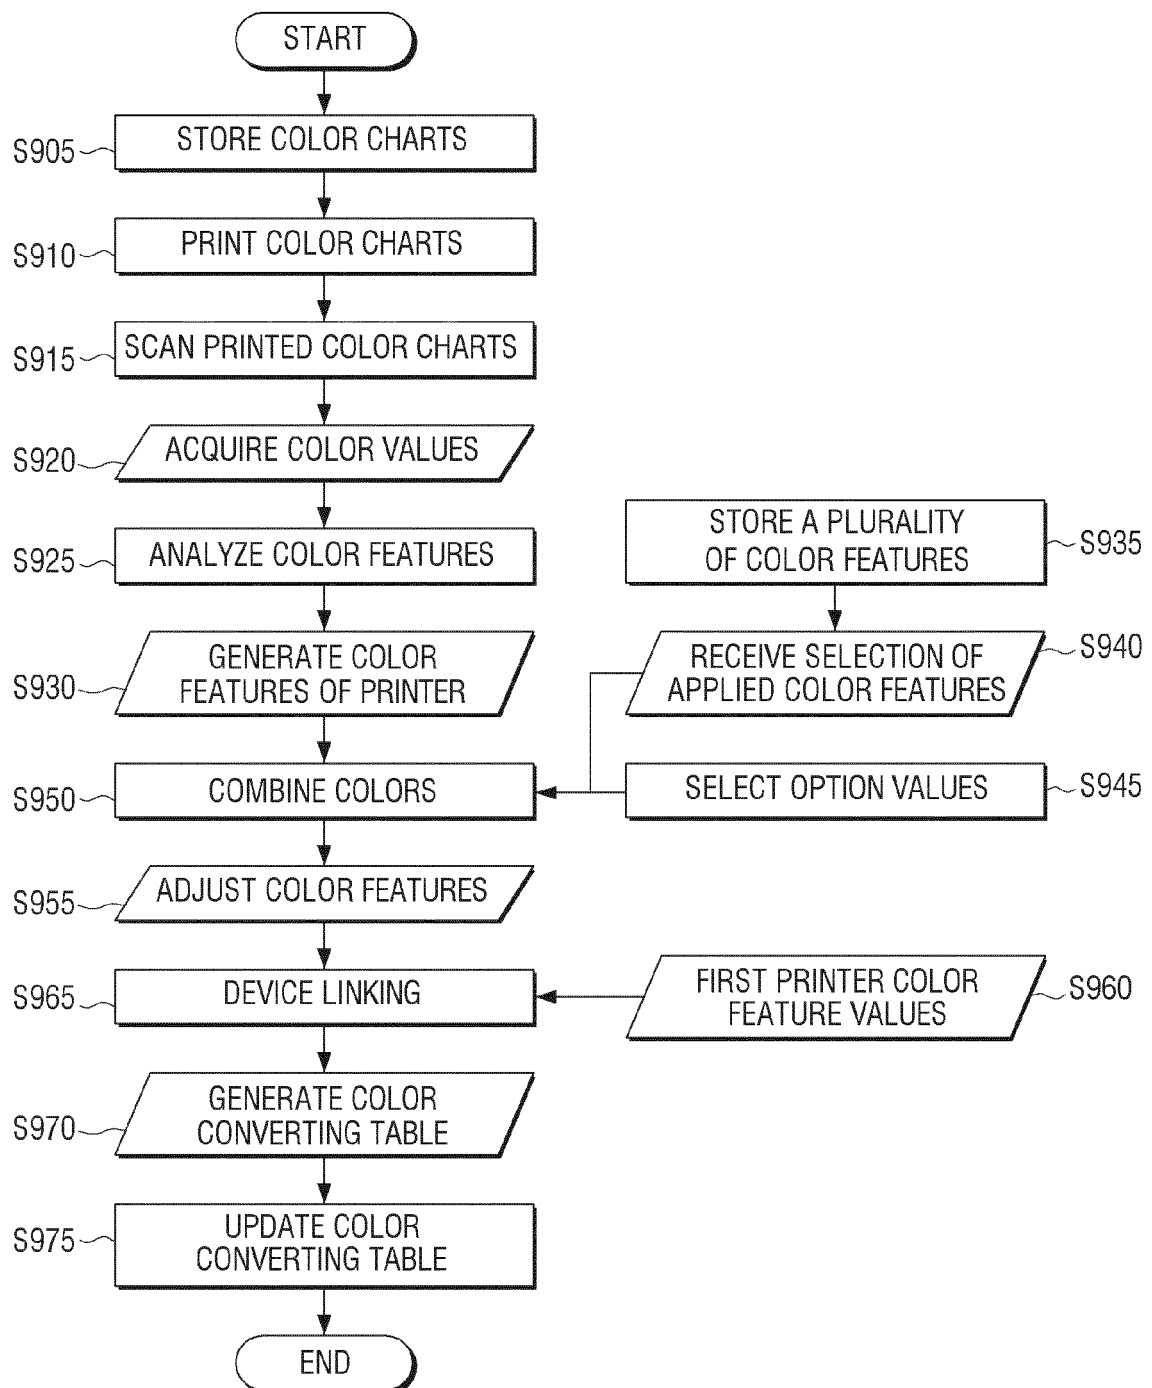 START
S905
STORE COLOR CHARTS
S910
PRINT COLOR CHARTS
S915
SCAN PRINTED COLOR CHARTS
S920
ACQUIRE COLOR VALUES
S925
ANALYZE COLOR FEATURES
STORE A PLURALITY
OF COLOR FEATURES
S935
S930
GENERATE COLOR
FEATURES OF PRINTER
RECEIVE SELECTION OF
APPLIED COLOR FEATURES
S940
S950
COMBINE COLORS
SELECT OPTION VALUES
S945
S955
ADJUST COLOR FEATURES
S965
DEVICE LINKING
FIRST PRINTER COLOR
FEATURE VALUES
S960
S970
GENERATE COLOR
CONVERTING TABLE
S975
UPDATE COLOR
CONVERTING TABLE
END